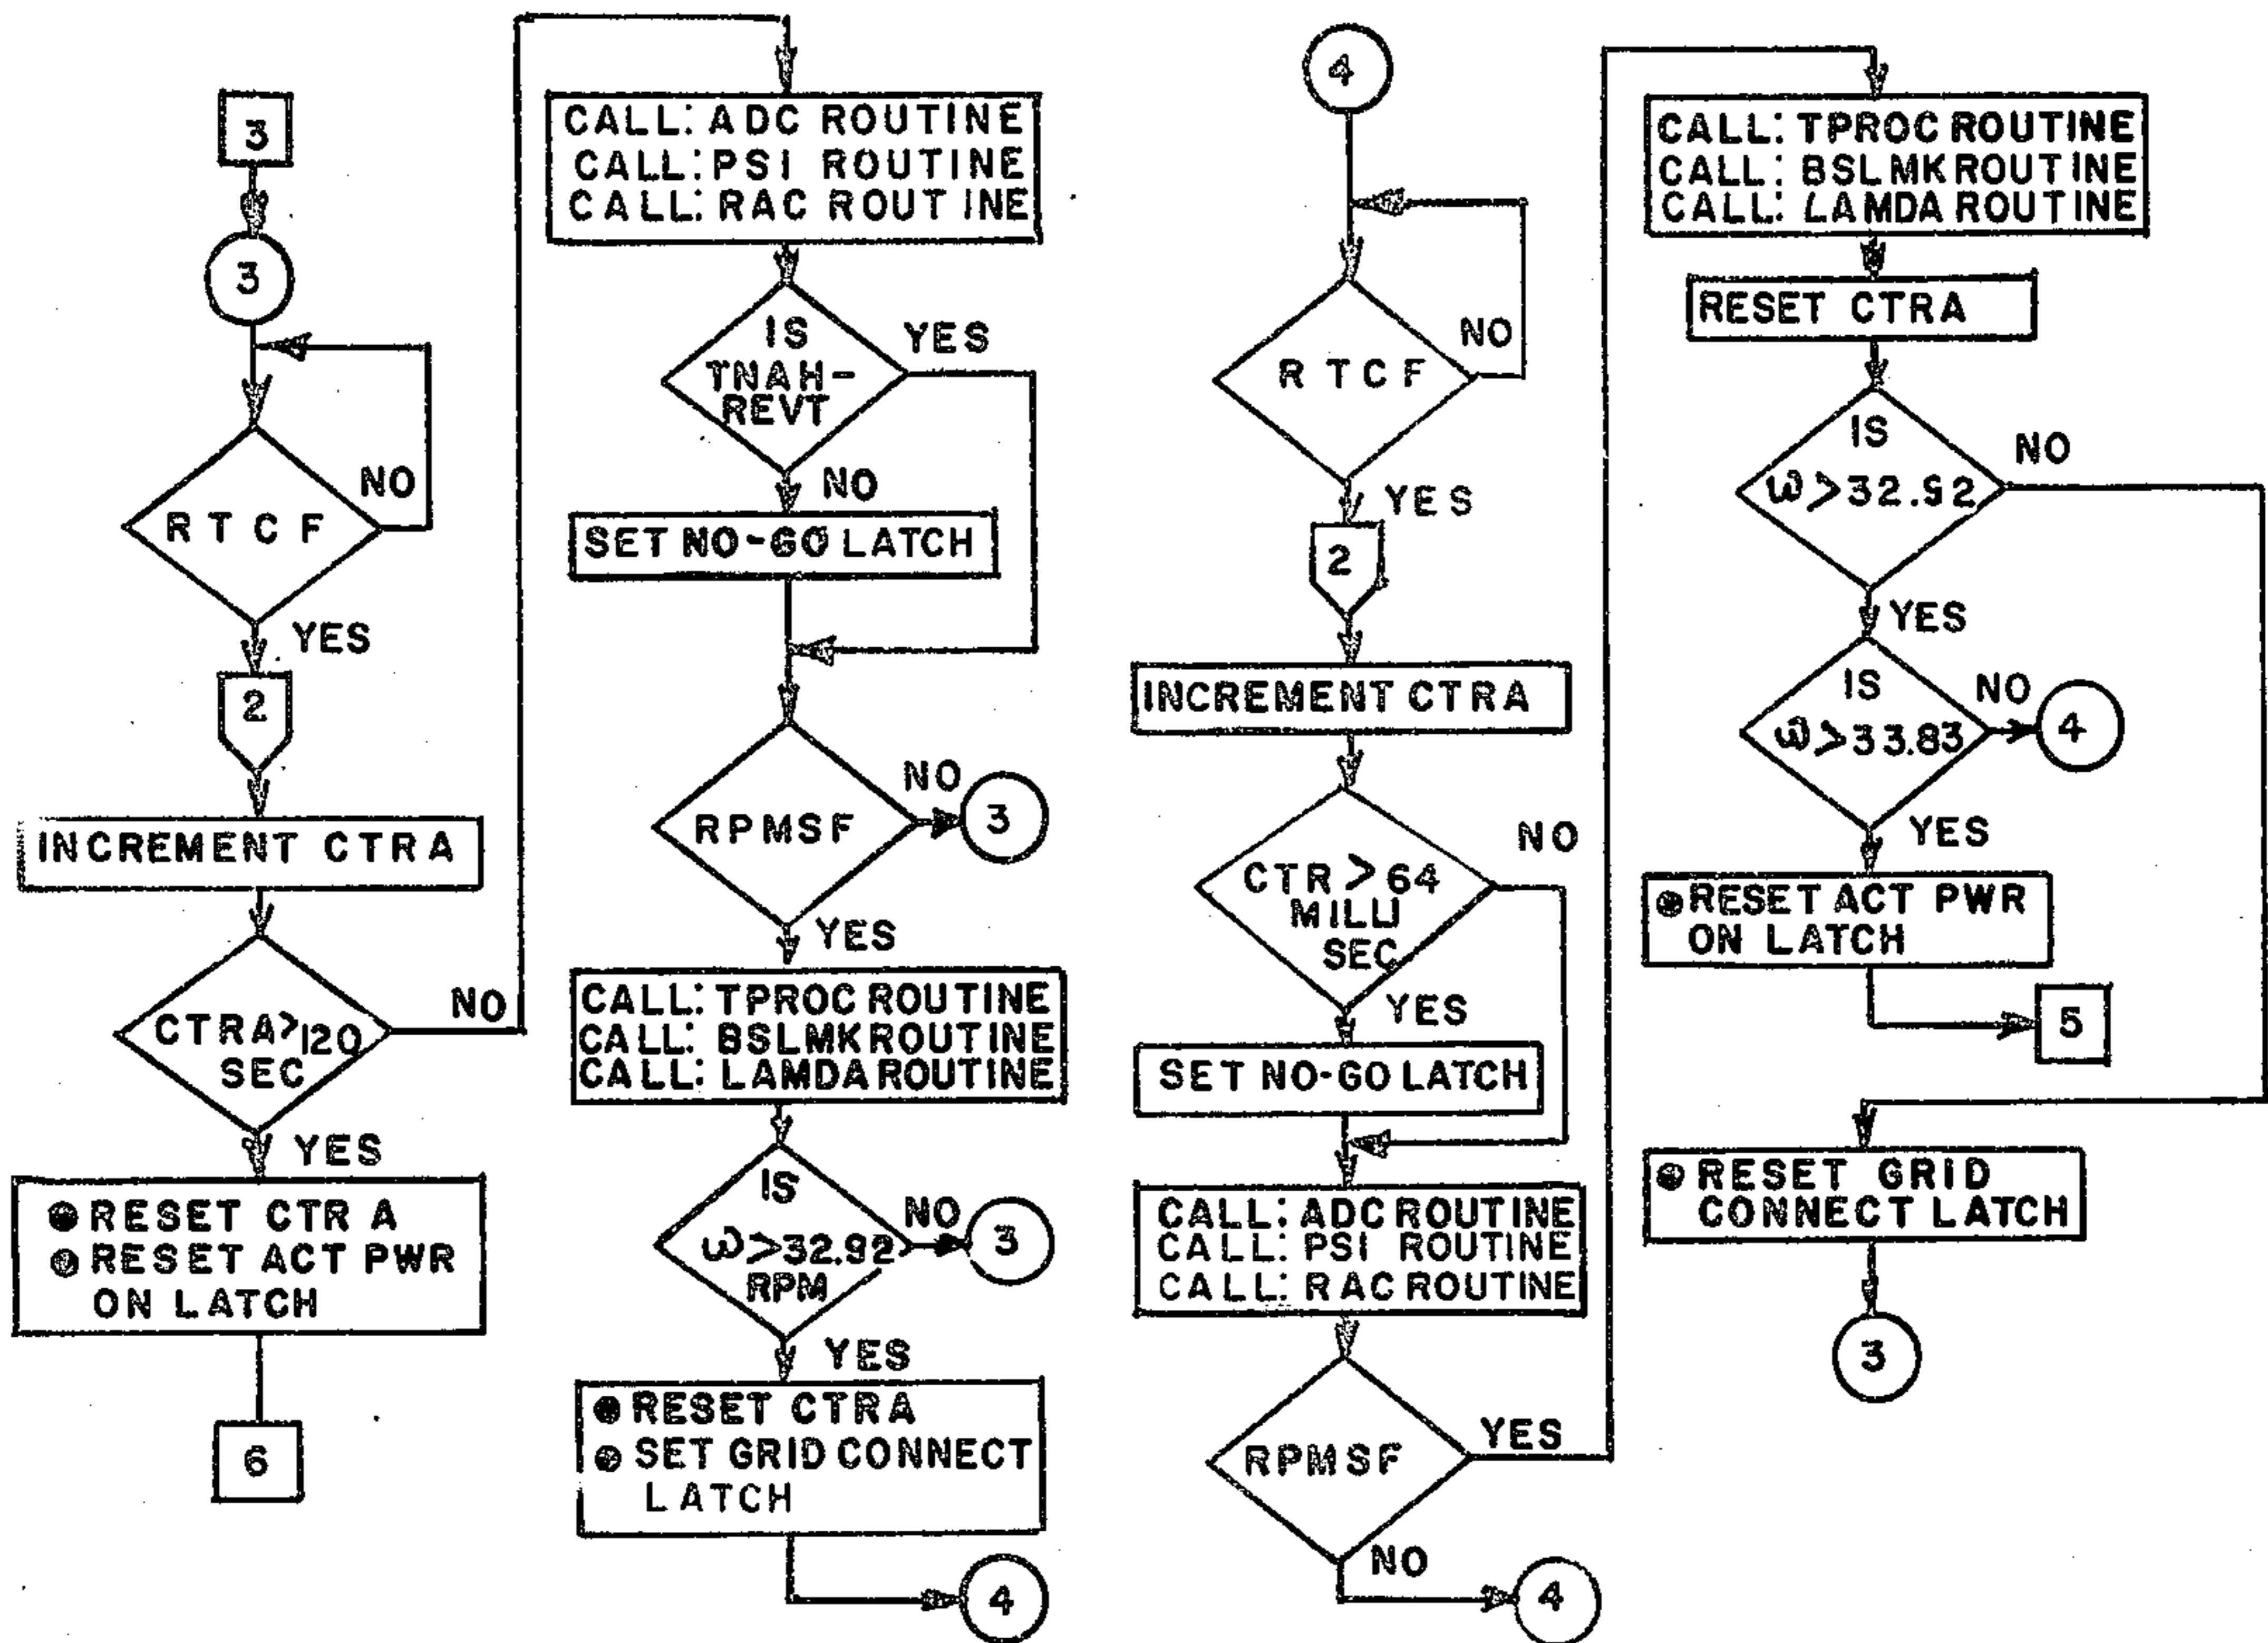 3
3
NO
RTCF
YES
2
INCREMENT CTRA
CTRA>120
SEC
NO
YES
● RESET CTR A
● RESET ACT PWR
ON LATCH
6
CALL: ADC ROUTINE
CALL: PSI ROUTINE
CALL: RAC ROUTINE
IS
TNAH-
REVT
YES
NO
SET NO-GO LATCH
RPMSF
NO
3
YES
CALL: TPROC ROUTINE
CALL: BSLMK ROUTINE
CALL: LAMDA ROUTINE
IS
ω>32.92
RPM
NO
3
YES
● RESET CTRA
● SET GRID CONNECT
LATCH
4
4
NO
RTCF
YES
2
INCREMENT CTRA
NO
CTR>64
MILLI
SEC
YES
SET NO-GO LATCH
CALL: ADC ROUTINE
CALL: PSI ROUTINE
CALL: RAC ROUTINE
RPMSF
YES
NO
4
CALL: TPROC ROUTINE
CALL: BSLMK ROUTINE
CALL: LAMDA ROUTINE
RESET CTRA
IS
ω>32.92
NO
YES
IS
ω>33.83
NO
4
YES
● RESET ACT PWR
ON LATCH
5
● RESET GRID
CONNECT LATCH
3